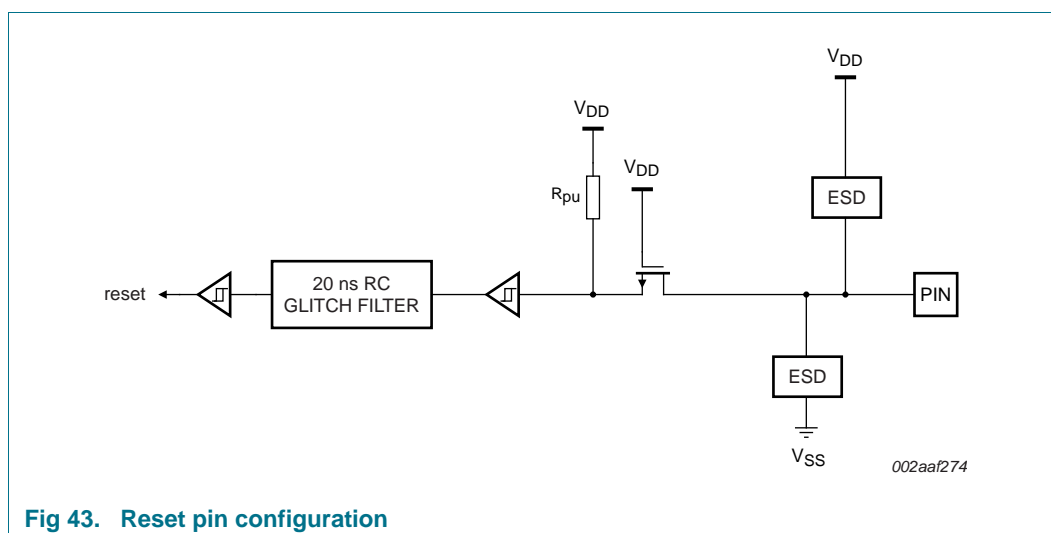 VDD
VDD
VDD
Rpu
ESD
reset
20 ns RC
GLITCH FILTER
PIN
ESD
VSS
002aaf274
Fig 43. Reset pin configuration